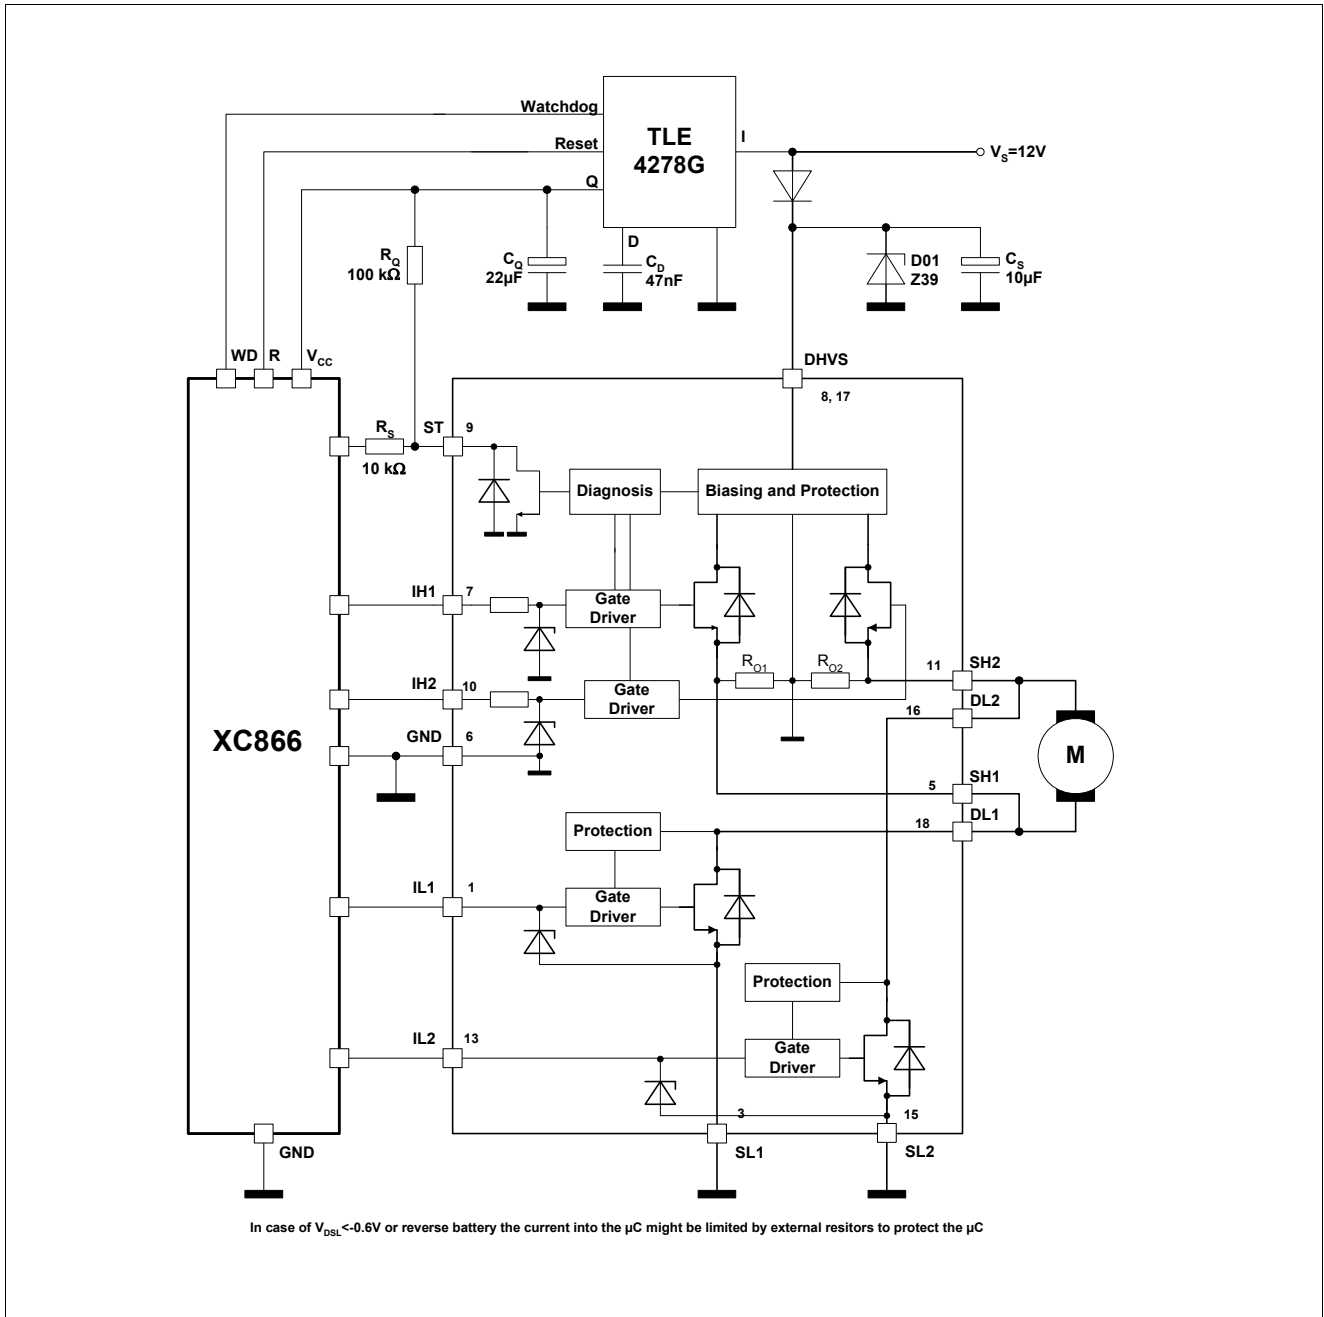 Watchdog
TLE
4278G
I
Reset
V_S=12V
Q
D
R_Q
100 kΩ
C_Q
22µF
C_D
47nF
D01
Z39
C_S
10µF
WD
R
V_CC
DHVS
8, 17
R_S
10 kΩ
ST
9
Diagnosis
Biasing and Protection
IH1
7
Gate
Driver
R_O1
R_O2
11
SH2
IH2
10
Gate
Driver
16
DL2
XC866
GND
6
M
5
SH1
18
DL1
Protection
IL1
1
Gate
Driver
Protection
IL2
13
Gate
Driver
3
15
GND
SL1
SL2
In case of V_DSL<-0.6V or reverse battery the current into the µC might be limited by external resitors to protect the µC